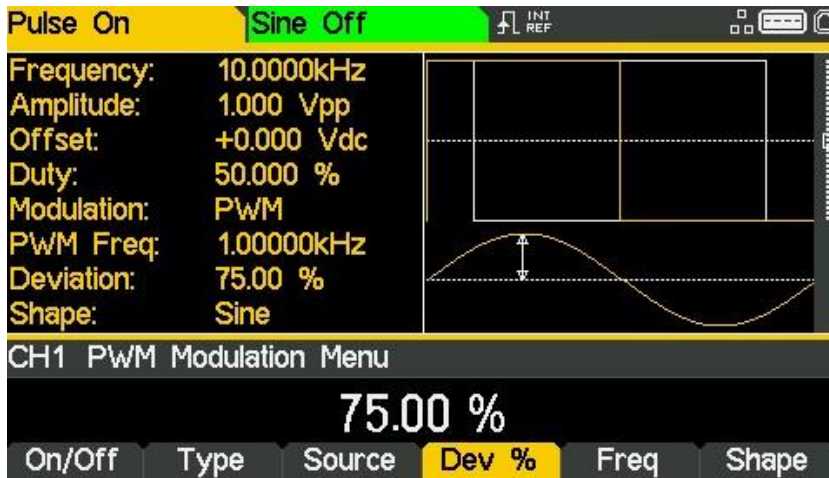 Pulse On Sine Off INT REF
Frequency: 10.0000kHz
Amplitude: 1.000 Vpp
Offset: +0.000 Vdc
Duty: 50.000 %
Modulation: PWM
PWM Freq: 1.00000kHz
Deviation: 75.00 %
Shape: Sine
CH1 PWM Modulation Menu
75.00 %
On/Off Type Source Dev % Freq Shape